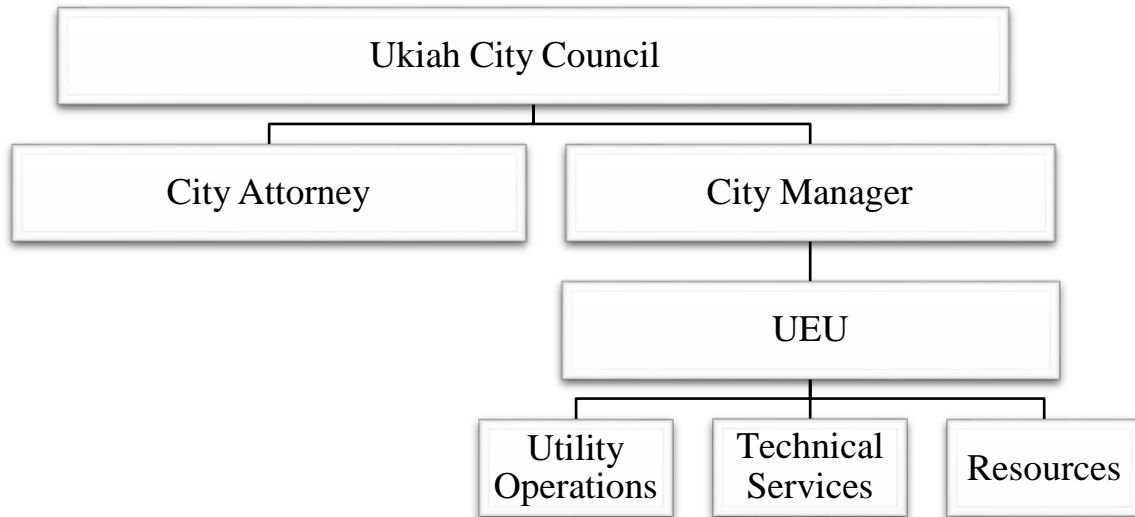 Ukiah City Council
City Attorney
City Manager
UEU
Utility
Operations
Technical
Services
Resources